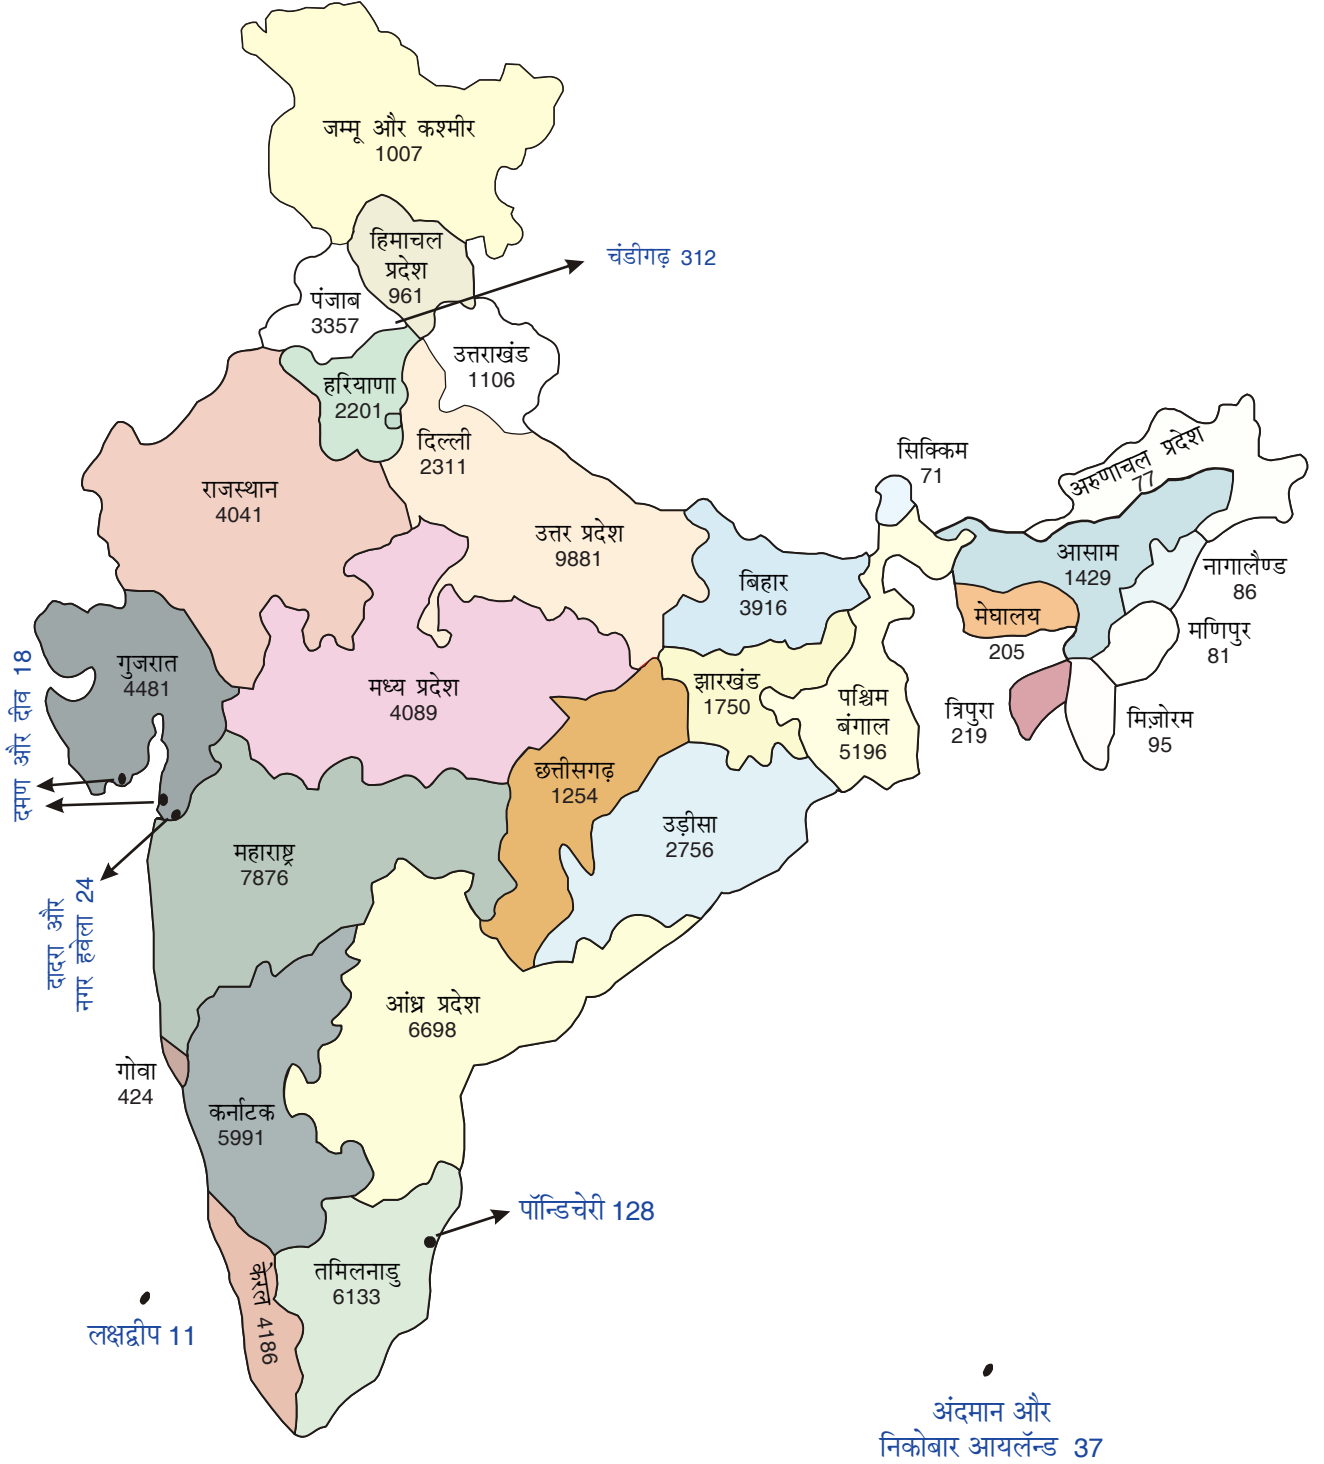 जम्मू और कश्मीर
1007
हिमाचल
प्रदेश
961
चंडीगढ़ 312
पंजाब
3357
उत्तराखंड
1106
हरियाणा
2201
दिल्ली
2311
राजस्थान
4041
उत्तर प्रदेश
9881
बिहार
3916
सिक्किम
71
अरुणाचल प्रदेश
77
आसाम
1429
नागालैण्ड
86
मेघालय
205
मणिपुर
81
त्रिपुरा
219
मिज़ोरम
95
गुजरात
4481
मध्य प्रदेश
4089
झारखंड
1750
पश्चिम
बंगाल
5196
दमण और दीव 18
छत्तीसगढ़
1254
उड़ीसा
2756
महाराष्ट्र
7876
दादरा और
नगर हवेला 24
आंध्र प्रदेश
6698
गोवा
424
कर्नाटक
5991
पॉन्डिचेरी 128
तमिलनाडु
6133
केरल 4186
लक्षद्वीप 11
अंदमान और
निकोबार आयलॅन्ड 37